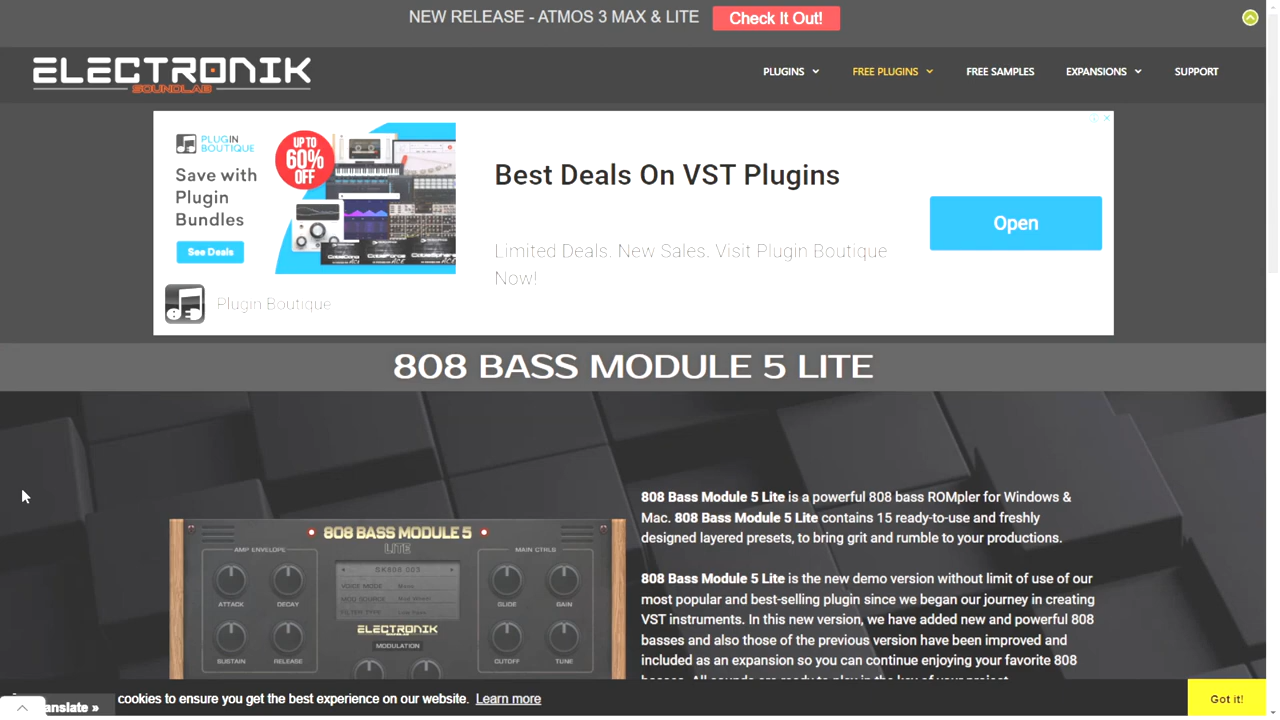 NEW RELEASE - ATMOS 3 MAX & LITE
Check It Out!
ELECTRONIK
SOUNDLAB
PLUGINS
FREE PLUGINS
FREE SAMPLES
EXPANSIONS
SUPPORT
PLUGIN
BOUTIQUE
Save with
Plugin
Bundles
See Deals
UP TO
60%
OFF
Best Deals On VST Plugins
Limited Deals. New Sales. Visit Plugin Boutique
Now!
Open
Plugin Boutique
808 BASS MODULE 5 LITE
808 Bass Module 5 Lite is a powerful 808 bass ROMpler for Windows &
Mac. 808 Bass Module 5 Lite contains 15 ready-to-use and freshly
designed layered presets, to bring grit and rumble to your productions.
808 Bass Module 5 Lite is the new demo version without limit of use of our
most popular and best-selling plugin since we began our journey in creating
VST instruments. In this new version, we have added new and powerful 808
basses and also those of the previous version have been improved and
included as an expansion so you can continue enjoying your favorite 808
808 BASS MODULE 5
LITE
AMP ENVELOPE
MAIN CTRLS
ATTACK
DECAY
SUSTAIN
RELEASE
VOICE MODE
MOD SOURCE
ELECTRONIK
MODULATION
GLIDE
GAIN
CUTOFF
TUNE
cookies to ensure you get the best experience on our website. Learn more
Got it!
anslate »